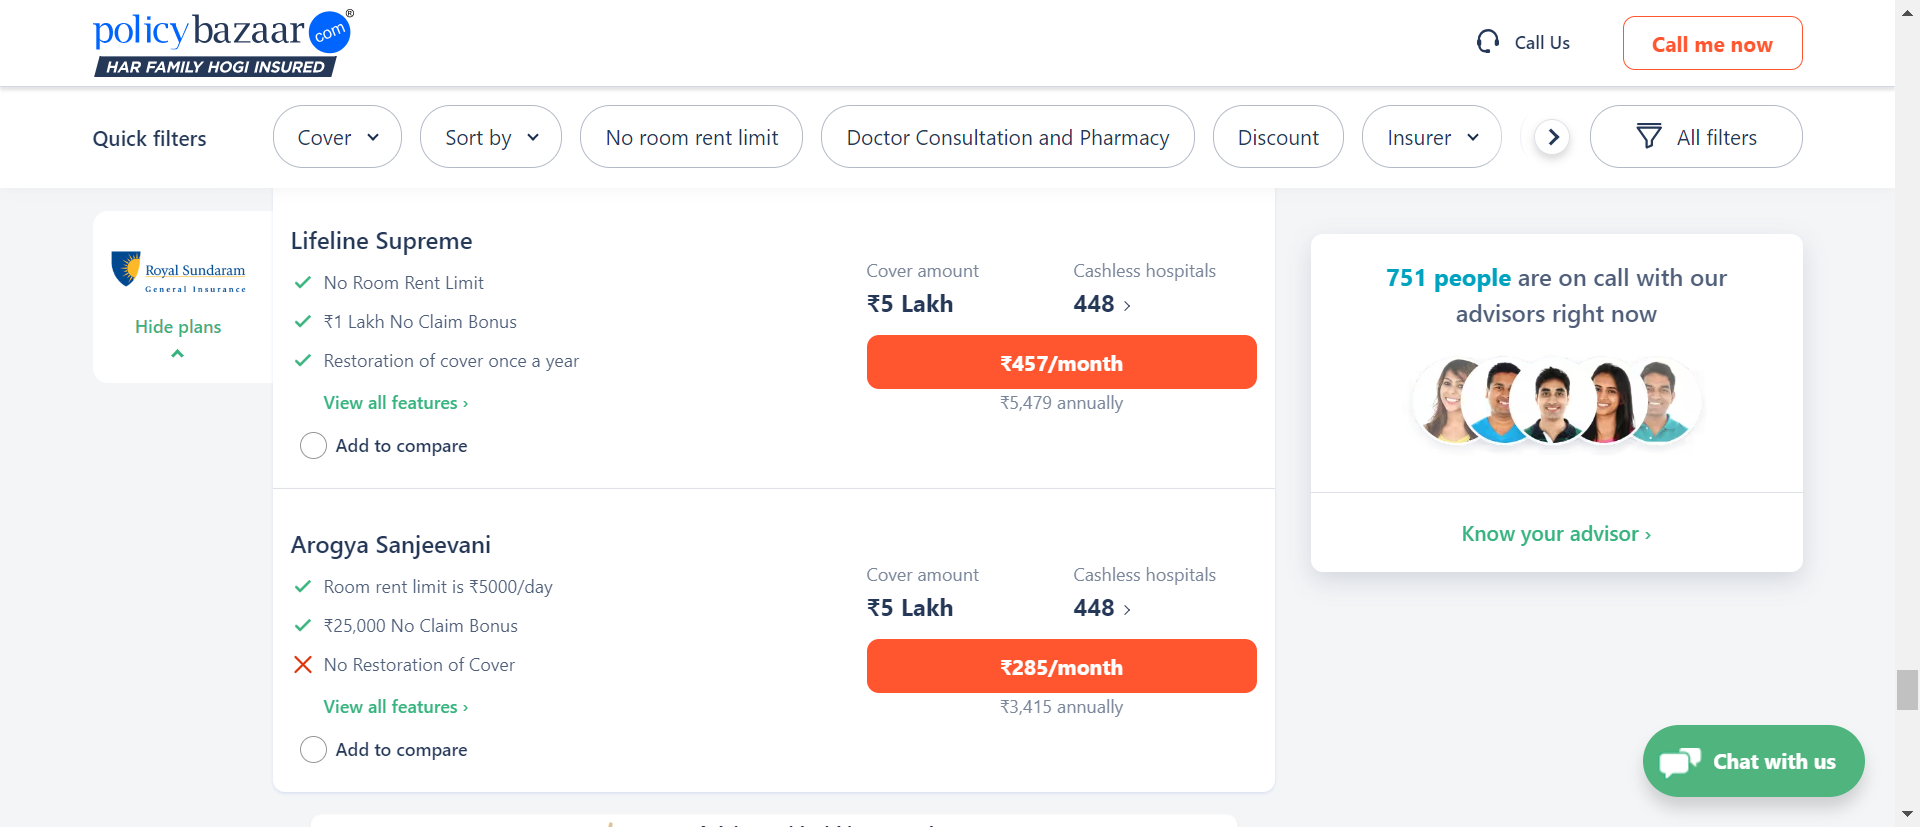 policybazaar com ®
HAR FAMILY HOGI INSURED
Call Us
Call me now
Quick filters
Cover
Sort by
No room rent limit
Doctor Consultation and Pharmacy
Discount
Insurer
All filters
Royal Sundaram
General Insurance
Hide plans
Lifeline Supreme
No Room Rent Limit
₹1 Lakh No Claim Bonus
Restoration of cover once a year
View all features ›
Add to compare
Cover amount
₹5 Lakh
Cashless hospitals
448 ›
₹457/month
₹5,479 annually
Arogya Sanjeevani
Room rent limit is ₹5000/day
₹25,000 No Claim Bonus
No Restoration of Cover
View all features ›
Add to compare
Cover amount
₹5 Lakh
Cashless hospitals
448 ›
₹285/month
₹3,415 annually
751 people are on call with our
advisors right now
Know your advisor ›
Chat with us